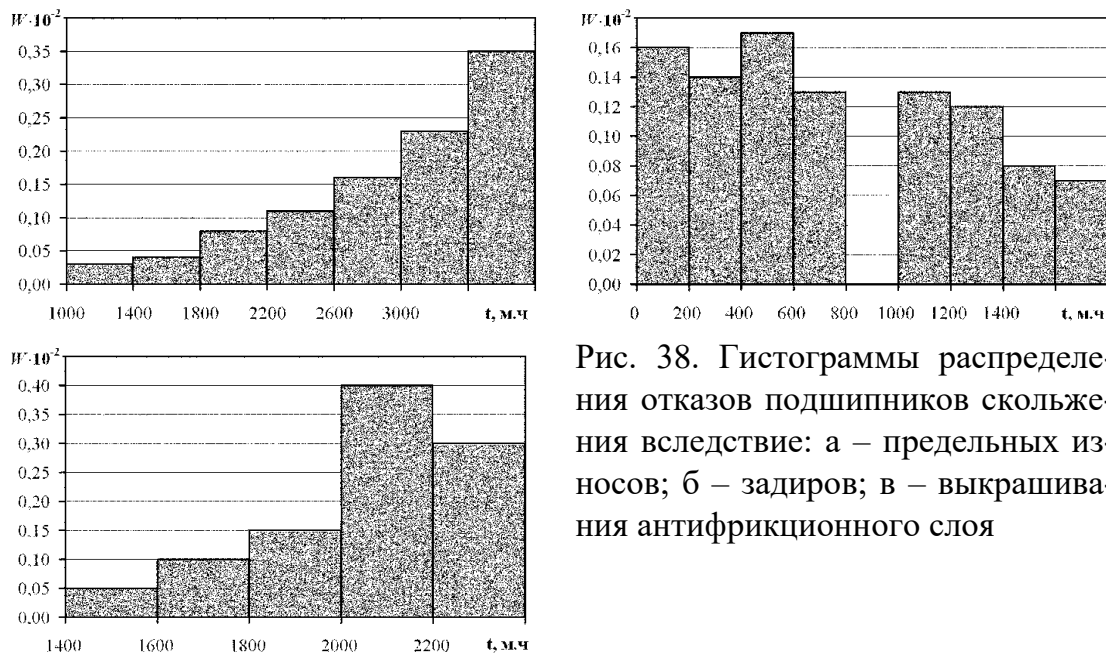 W·10⁻²
0,35
0,30
0,25
0,20
0,15
0,10
0,05
0,00
1000 1400 1800 2200 2600 3000 t, м.ч
W·10⁻²
0,16
0,14
0,12
0,10
0,08
0,06
0,04
0,02
0,00
0 200 400 600 800 1000 1200 1400 t, м.ч
W·10⁻²
0,40
0,35
0,30
0,25
0,20
0,15
0,10
0,05
0,00
1400 1600 1800 2000 2200 t, м.ч
Рис. 38. Гистограммы распределе-
ния отказов подшипников скольже-
ния вследствие: а – предельных из-
носов; б – задиров; в – выкрашива-
ния антифрикционного слоя